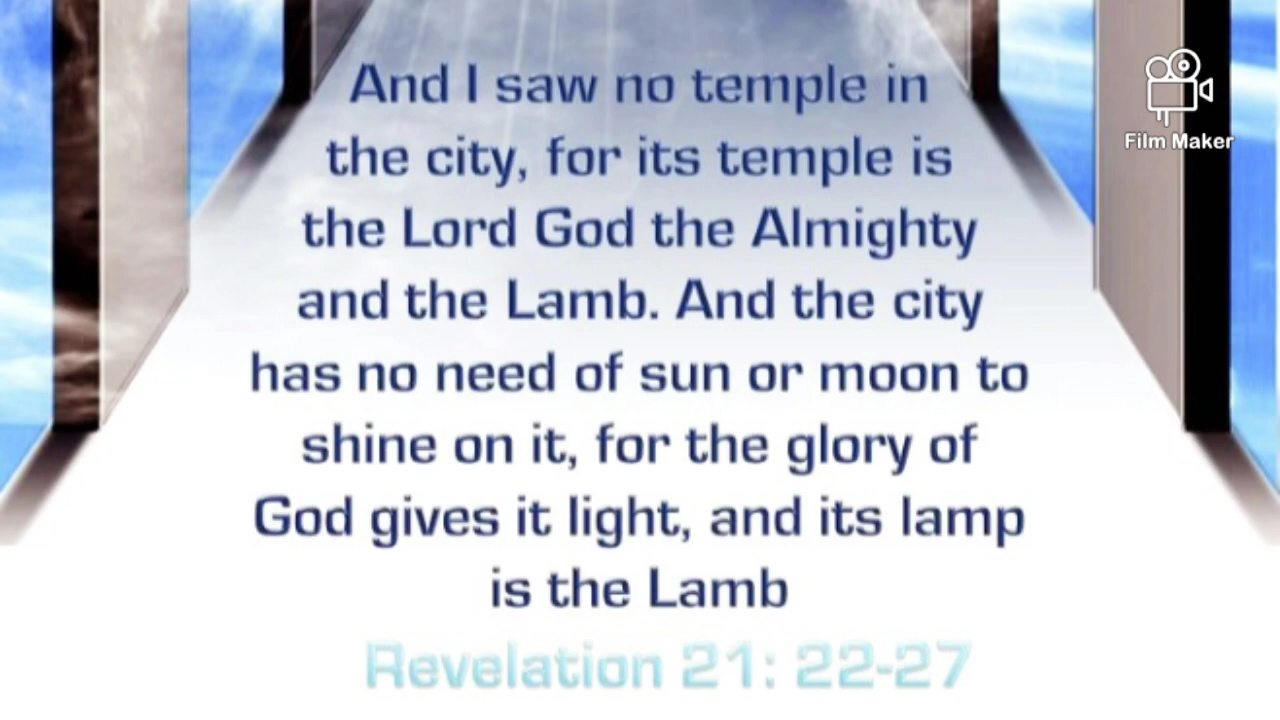 And I saw no temple in
the city, for its temple is
the Lord God the Almighty
and the Lamb. And the city
has no need of sun or moon to
shine on it, for the glory of
God gives it light, and its lamp
is the Lamb
Revelation 21: 22-27
Film Maker